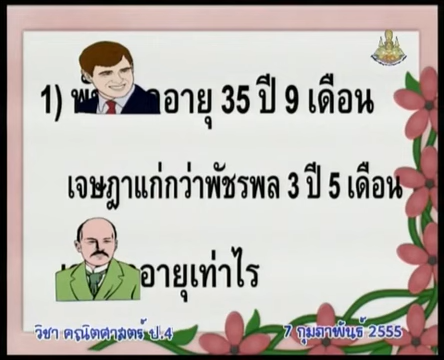 1) อายุ 35 ปี 9 เดือน
เจษฎาแก่กว่าพัชรพล 3 ปี 5 เดือน
อายุเท่าไร
วิชา คณิตศาสตร์ ป.4
7 กุมภาพันธ์ 2555